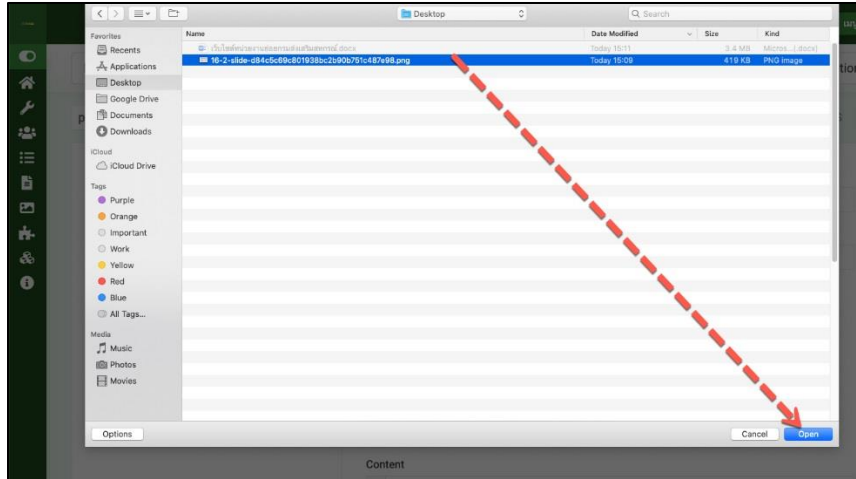 Desktop
Search
Favorites
Recents
Applications
Desktop
Google Drive
Documents
Downloads
iCloud
iCloud Drive
Tags
Purple
Orange
Important
Work
Yellow
Red
Blue
All Tags...
Media
Music
Photos
Movies
Name Date Modified Size Kind
Today 15:11 3.4 MB Micros...(.docx)
16-2-slide-d84c5c69c801938bc2b90b751c487e98.png Today 15:09 419 KB PNG image
Options Cancel Open
Content